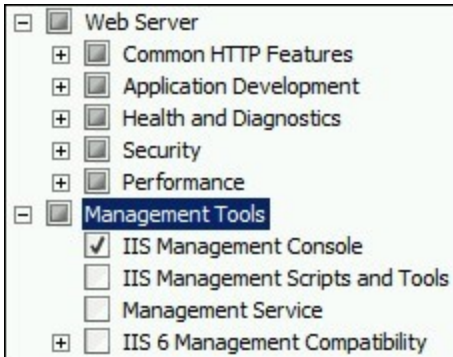 Web Server
Common HTTP Features
Application Development
Health and Diagnostics
Security
Performance
Management Tools
IIS Management Console
IIS Management Scripts and Tools
Management Service
IIS 6 Management Compatibility